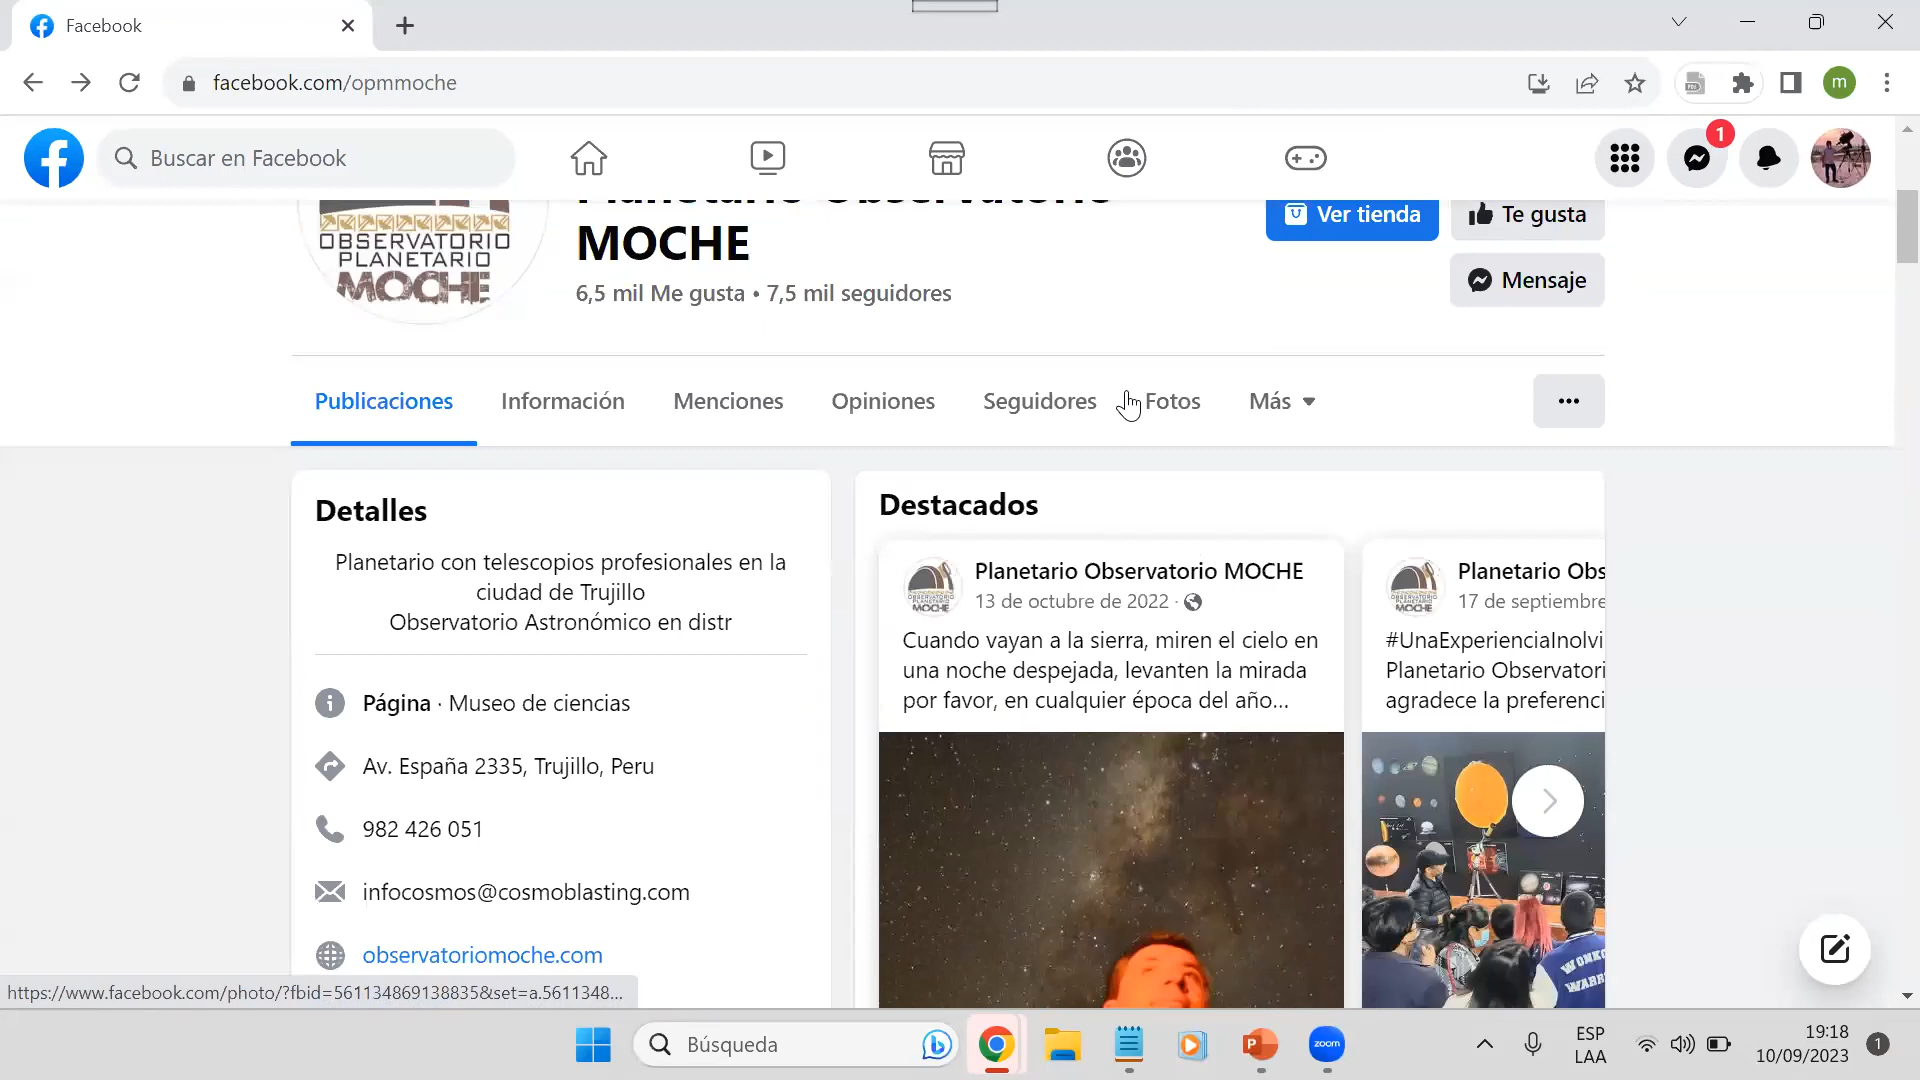 Facebook
facebook.com/opmmoche
m
Buscar en Facebook
1
OBSERVATORIO
PLANETARIO
MOCHE
MOCHE
6,5 mil Me gusta • 7,5 mil seguidores
Ver tienda
Te gusta
Mensaje
Publicaciones
Información
Menciones
Opiniones
Seguidores
Fotos
Más
Detalles
Planetario con telescopios profesionales en la
ciudad de Trujillo
Observatorio Astronómico en distr
Página · Museo de ciencias
Av. España 2335, Trujillo, Peru
982 426 051
infocosmos@cosmoblasting.com
observatoriomoche.com
Destacados
Planetario Observatorio MOCHE
13 de octubre de 2022 ·
Cuando vayan a la sierra, miren el cielo en
una noche despejada, levanten la mirada
por favor, en cualquier época del año...
Planetario Obs
17 de septiembre
#UnaExperienciaInolvi
Planetario Observatori
agradece la preferenci
https://www.facebook.com/photo/?fbid=561134869138835&set=a.5611348...
Búsqueda
zoom
ESP
LAA
19:18
10/09/2023
1